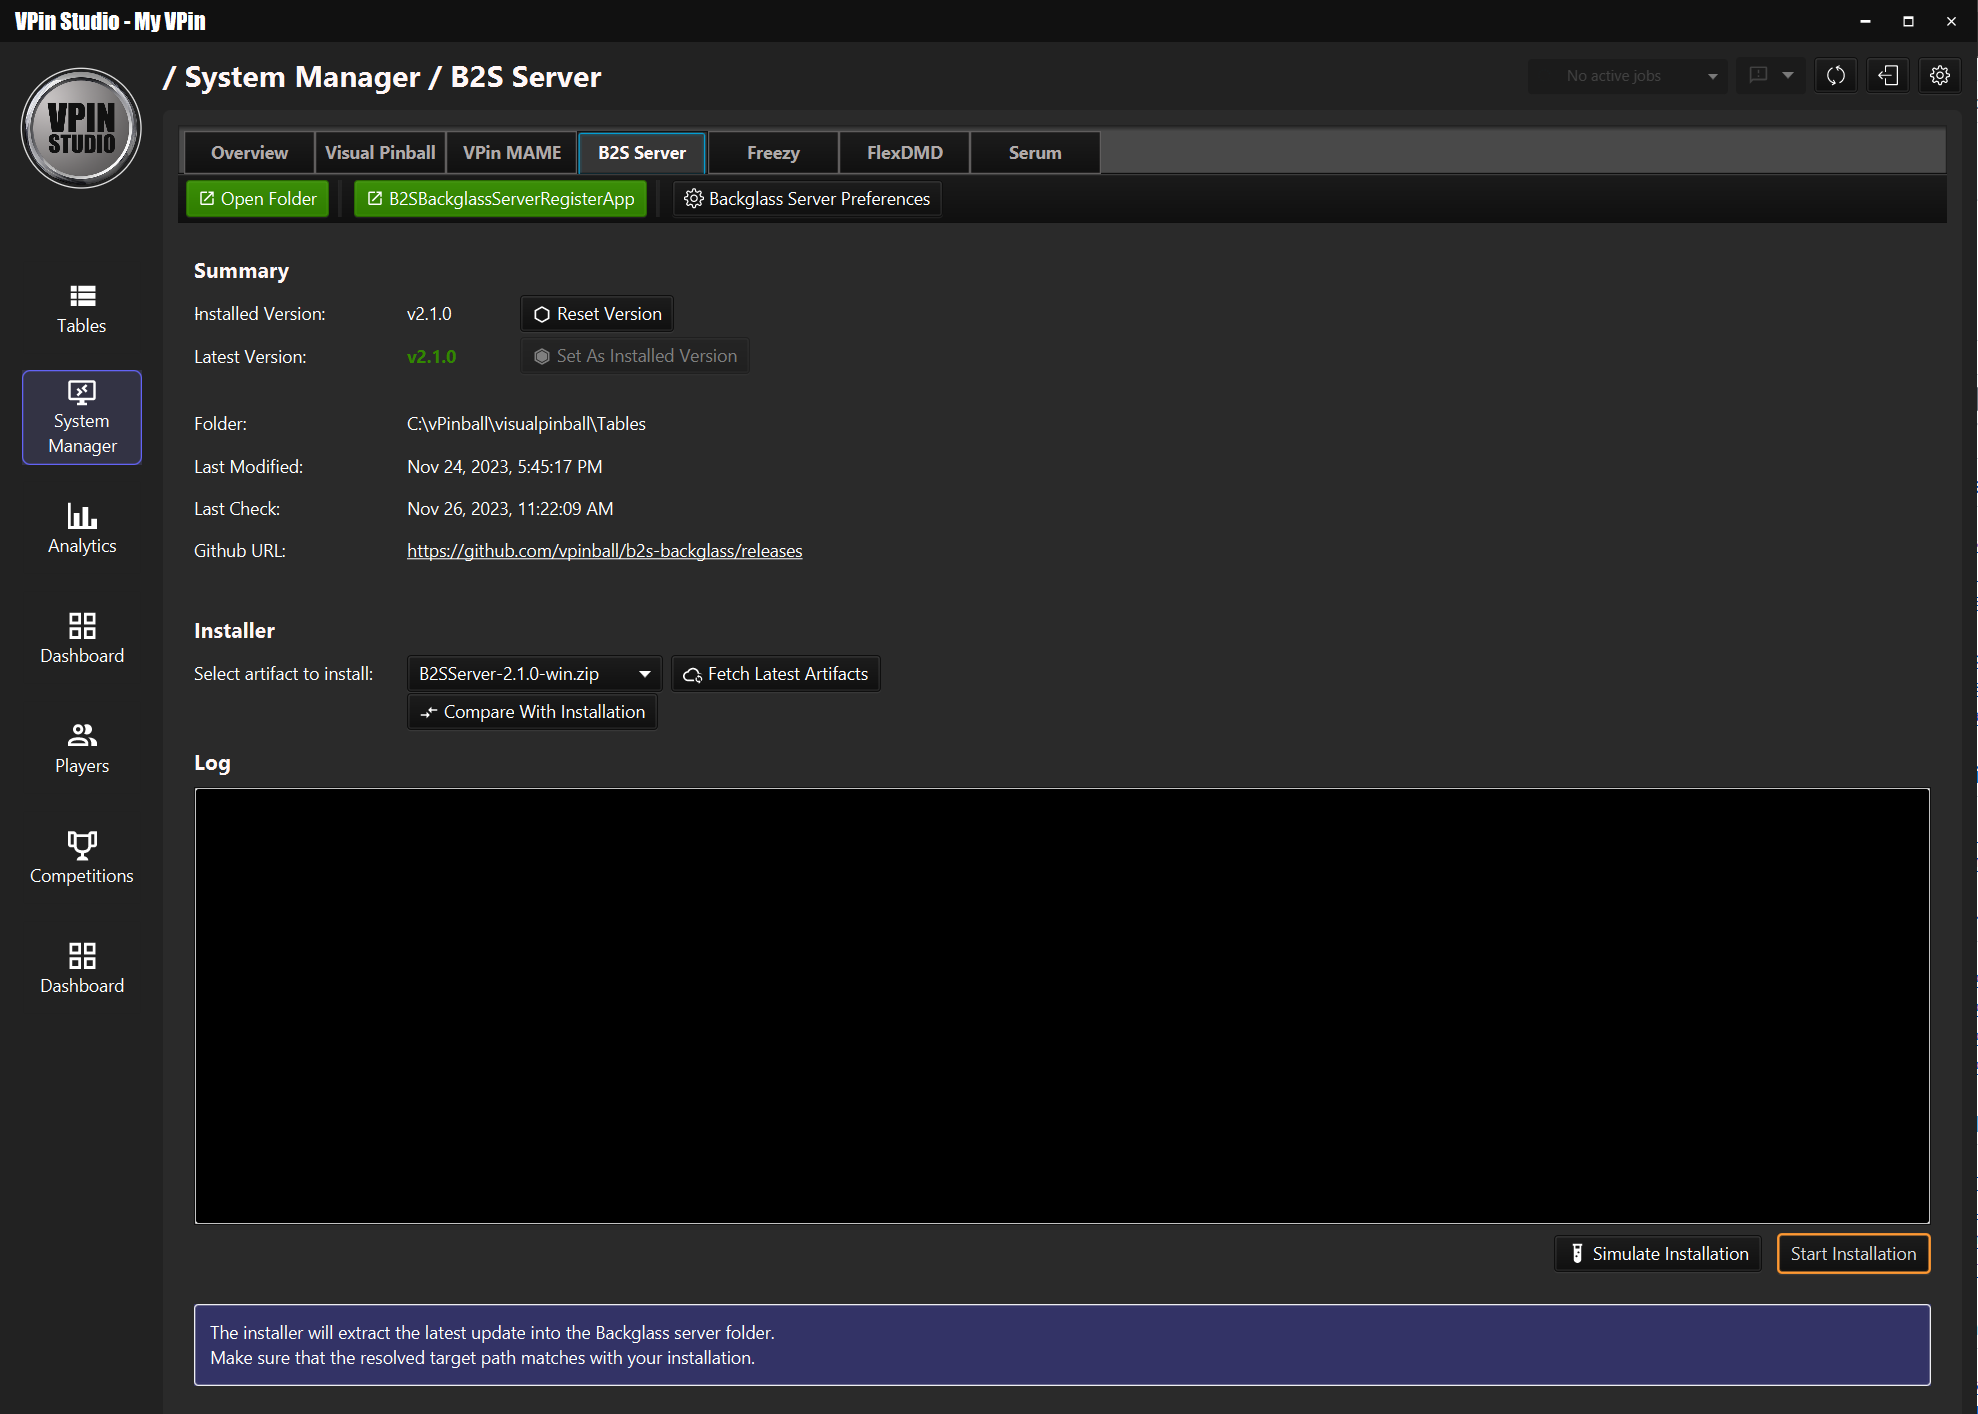 VPin Studio - My VPin
VPIN STUDIO
/ System Manager / B2S Server
No active jobs
Overview
Visual Pinball
VPin MAME
B2S Server
Freezy
FlexDMD
Serum
Open Folder
B2SBackglassServerRegisterApp
Backglass Server Preferences
Tables
System
Manager
Analytics
Dashboard
Players
Competitions
Dashboard
Summary
Installed Version: v2.1.0 Reset Version
Latest Version: v2.1.0 Set As Installed Version
Folder: C:\vPinball\visualpinball\Tables
Last Modified: Nov 24, 2023, 5:45:17 PM
Last Check: Nov 26, 2023, 11:22:09 AM
Github URL: https://github.com/vpinball/b2s-backglass/releases
Installer
Select artifact to install: B2SServer-2.1.0-win.zip Fetch Latest Artifacts
Compare With Installation
Log
Simulate Installation
Start Installation
The installer will extract the latest update into the Backglass server folder.
Make sure that the resolved target path matches with your installation.